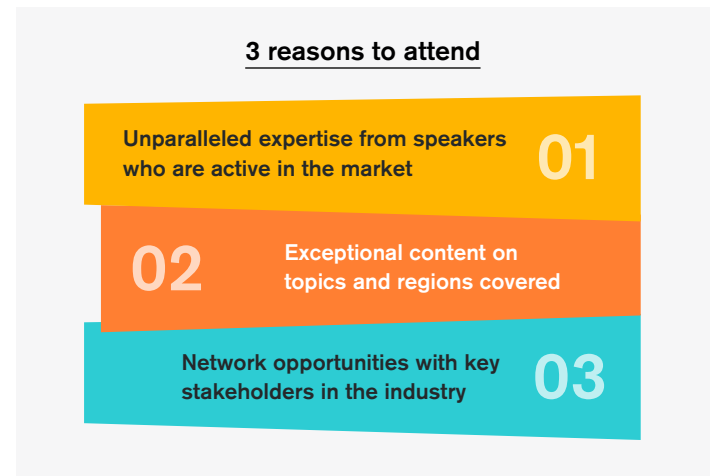 3 reasons to attend
Unparalleled expertise from speakers
who are active in the market
01
02
Exceptional content on
topics and regions covered
Network opportunities with key
stakeholders in the industry
03